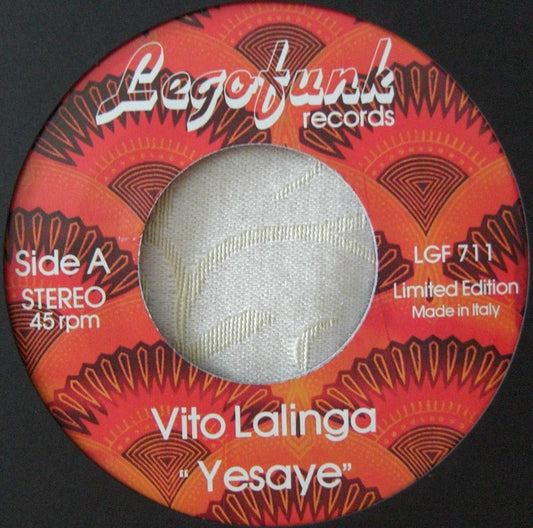 Legofunk
records
Side A
STEREO
45 rpm
LGF 711
Limited Edition
Made in Italy
Vito Lalinga
"Yesaye"